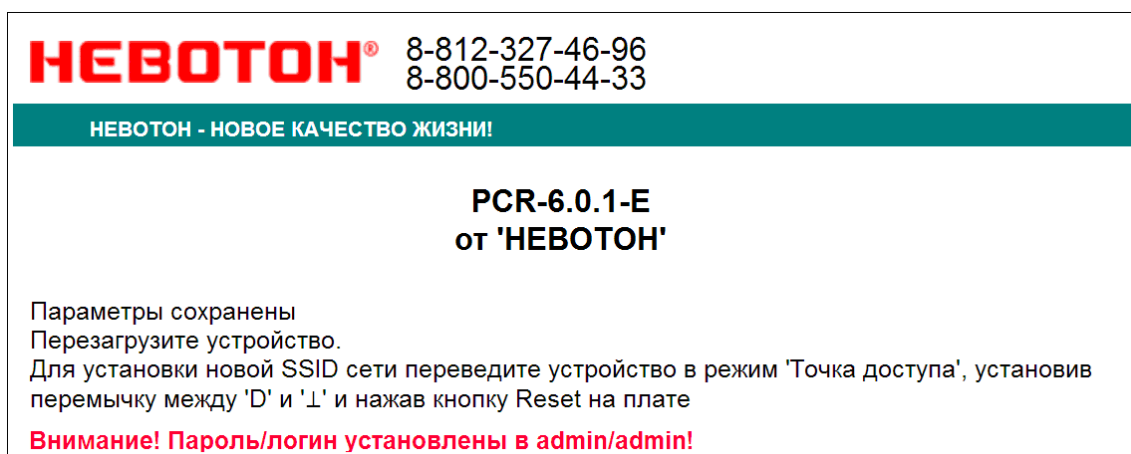 НЕВОТОН®
8-812-327-46-96
8-800-550-44-33
НЕВОТОН - НОВОЕ КАЧЕСТВО ЖИЗНИ!
PCR-6.0.1-E
от 'НЕВОТОН'
Параметры сохранены
Перезагрузите устройство.
Для установки новой SSID сети переведите устройство в режим 'Точка доступа', установив
перемычку между 'D' и '⊥' и нажав кнопку Reset на плате
Внимание! Пароль/логин установлены в admin/admin!